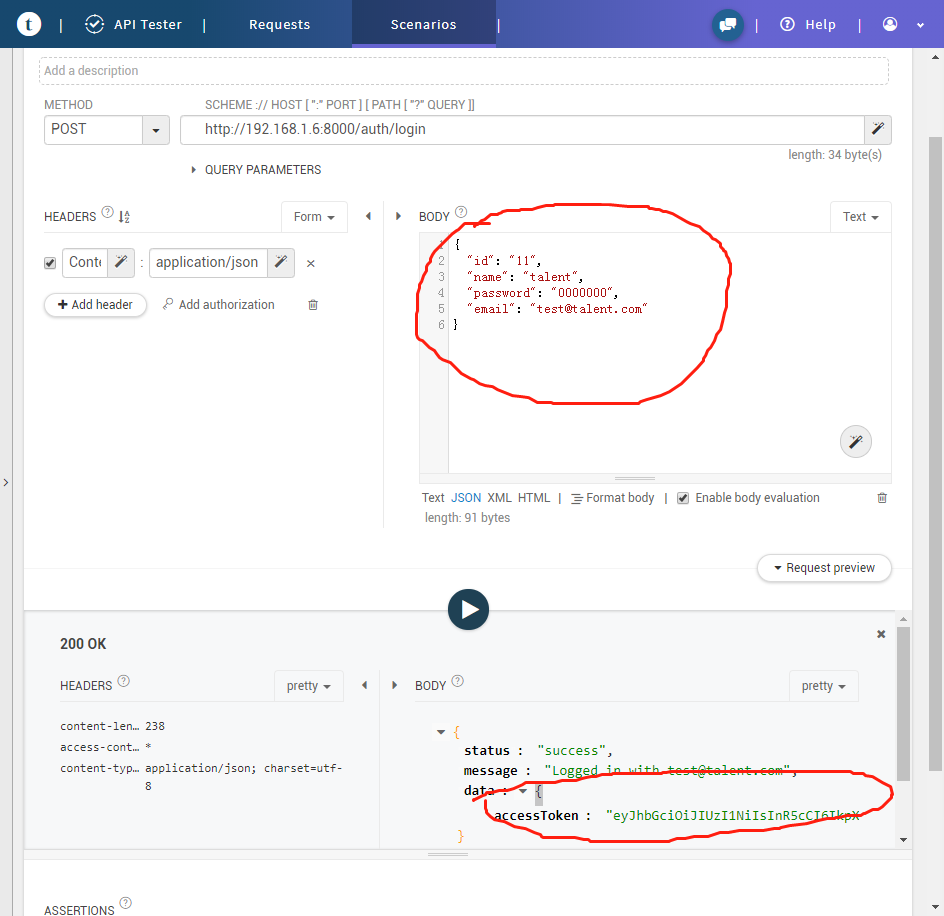 t | API Tester | Requests Scenarios | | Help |
Add a description
METHOD SCHEME :// HOST [ ":" PORT ] [ PATH [ "?" QUERY ]]
POST http://192.168.1.6:8000/auth/login
length: 34 byte(s)
QUERY PARAMETERS
HEADERS ? Form BODY ? Text
1 {
Conte : application/json × 2 "id": "11",
3 "name": "talent",
4 "password": "0000000",
+ Add header Add authorization 5 "email": "test@talent.com"
6 }
Text JSON XML HTML | Format body | Enable body evaluation
length: 91 bytes
Request preview
200 OK
HEADERS ? pretty BODY ? pretty
content-len… 238 {
access-cont… * status : "success",
content-typ… application/json; charset=utf-8 message : "Logged in with test@talent.com",
data : {
accessToken : "eyJhbGciOiJIUzI1NiIsInR5cCI6IkpX
}
ASSERTIONS ?